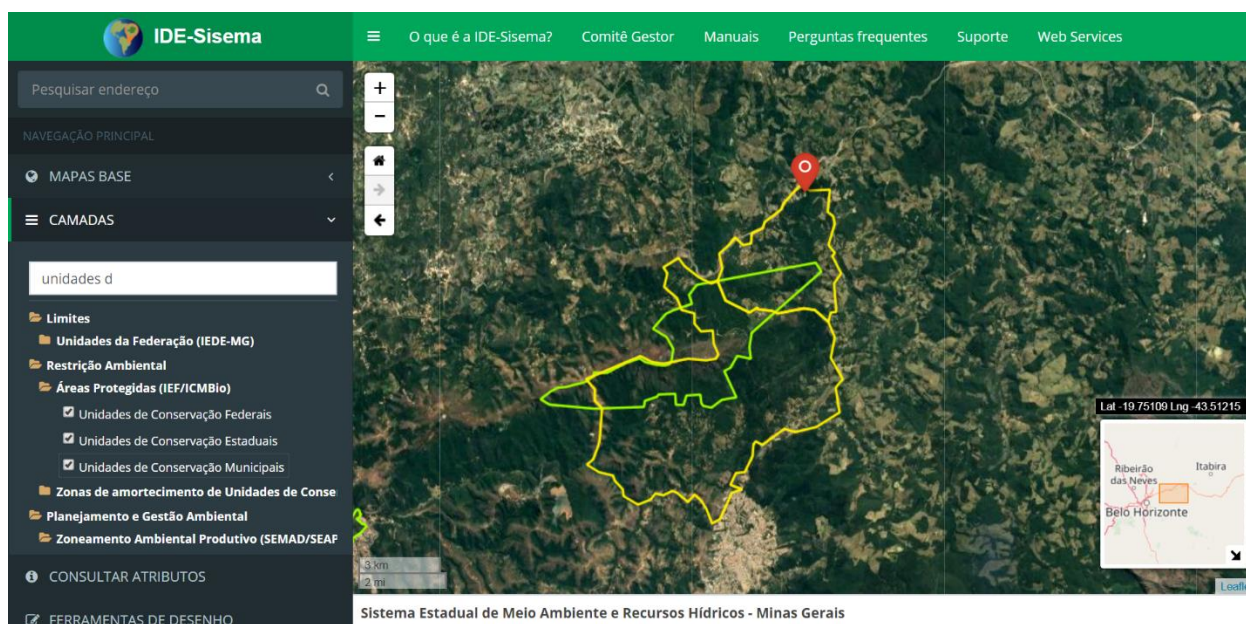 IDE-Sisema
O que é a IDE-Sisema? Comitê Gestor Manuais Perguntas frequentes Suporte Web Services
Pesquisar endereço
NAVEGAÇÃO PRINCIPAL
MAPAS BASE
CAMADAS
unidades d
Limites
Unidades da Federação (IEDE-MG)
Restrição Ambiental
Áreas Protegidas (IEF/ICMBio)
Unidades de Conservação Federais
Unidades de Conservação Estaduais
Unidades de Conservação Municipais
Zonas de amortecimento de Unidades de Conse
Planejamento e Gestão Ambiental
Zoneamento Ambiental Produtivo (SEMAD/SEAP
CONSULTAR ATRIBUTOS
FERRAMENTAS DE DESENHO
+
−
Lat -19.75109 Lng -43.51215
Ribeirão
das Neves
Itabira
Belo Horizonte
3 km
2 mi
Leafle
Sistema Estadual de Meio Ambiente e Recursos Hídricos - Minas Gerais